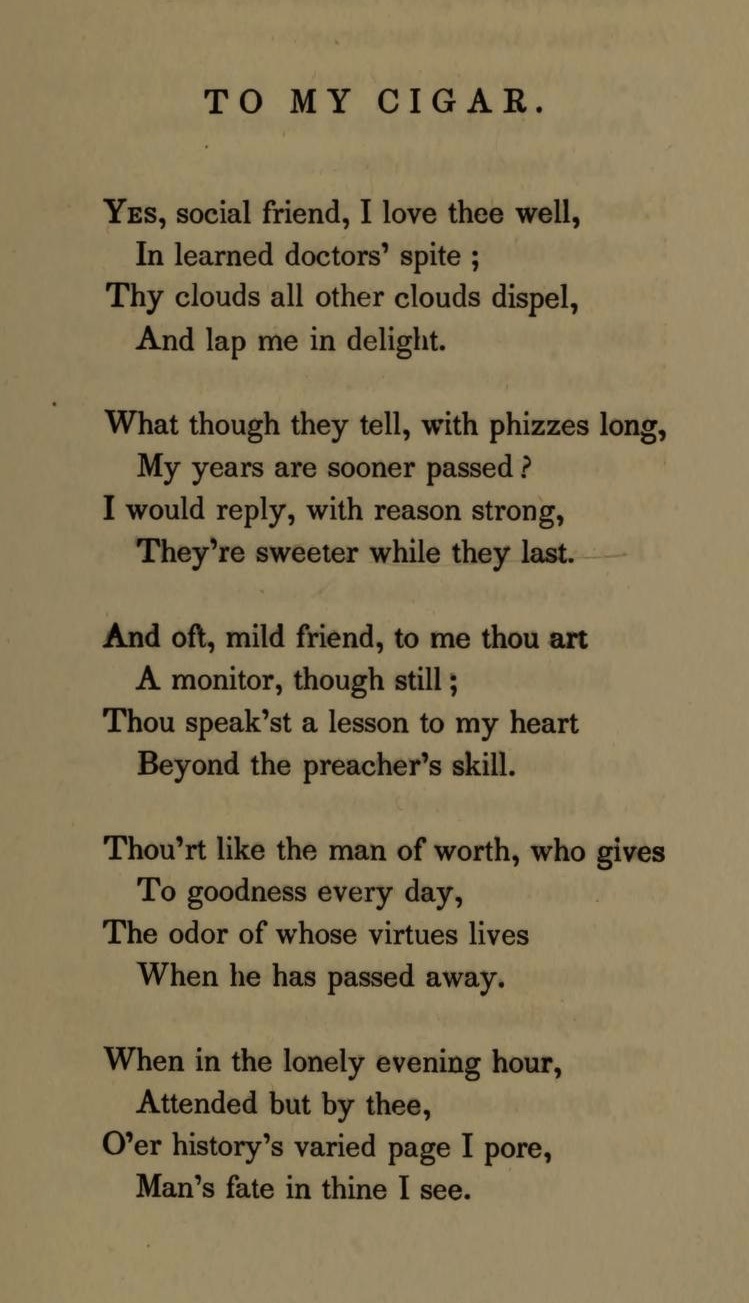 TO MY CIGAR.
YES, social friend, I love thee well,
In learned doctors' spite ;
Thy clouds all other clouds dispel,
And lap me in delight.
What though they tell, with phizzes long,
My years are sooner passed ?
I would reply, with reason strong,
They're sweeter while they last.
And oft, mild friend, to me thou art
A monitor, though still ;
Thou speak'st a lesson to my heart
Beyond the preacher's skill.
Thou'rt like the man of worth, who gives
To goodness every day,
The odor of whose virtues lives
When he has passed away.
When in the lonely evening hour,
Attended but by thee,
O'er history's varied page I pore,
Man's fate in thine I see.